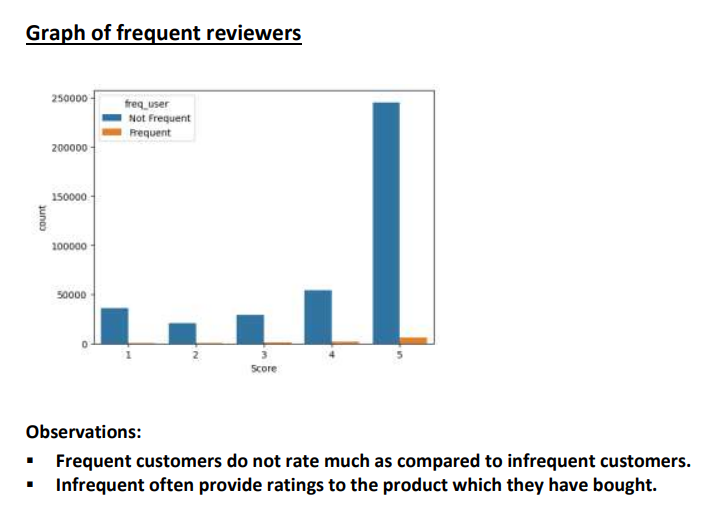 Graph of frequent reviewers
250000
200000
150000
100000
50000
0
count
freq_user
Not Frequent
Frequent
1 2 3 4 5
Score
Observations:
▪ Frequent customers do not rate much as compared to infrequent customers.
▪ Infrequent often provide ratings to the product which they have bought.